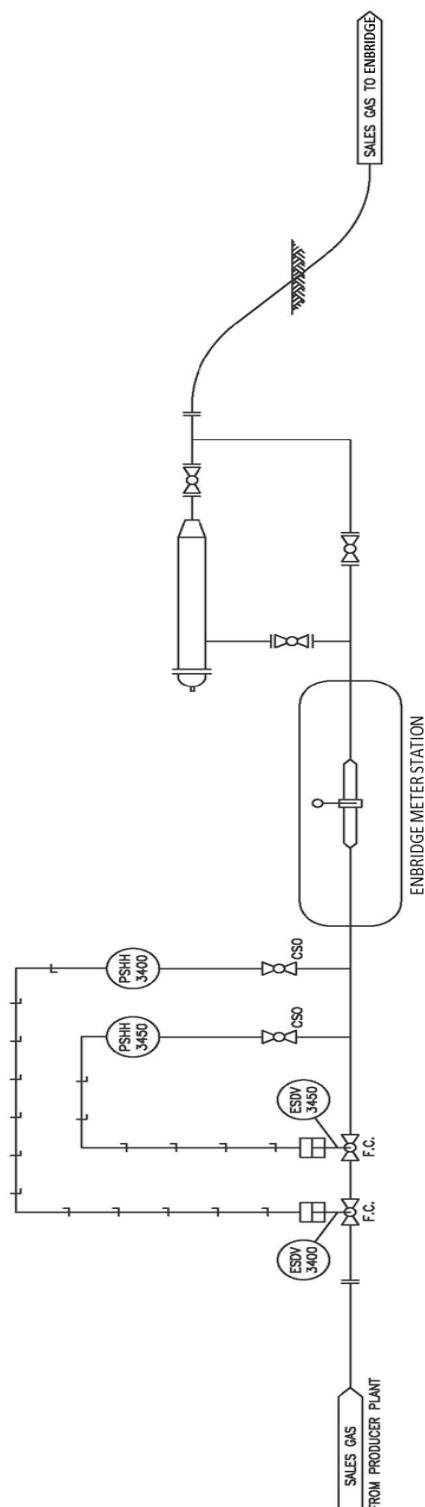 SALES GAS
FROM PRODUCER PLANT
ESDV
3400
F.C.
ESDV
3450
F.C.
PSHH
3450
CSO
PSHH
3400
CSO
ENBRIDGE METER STATION
SALES GAS TO ENBRIDGE